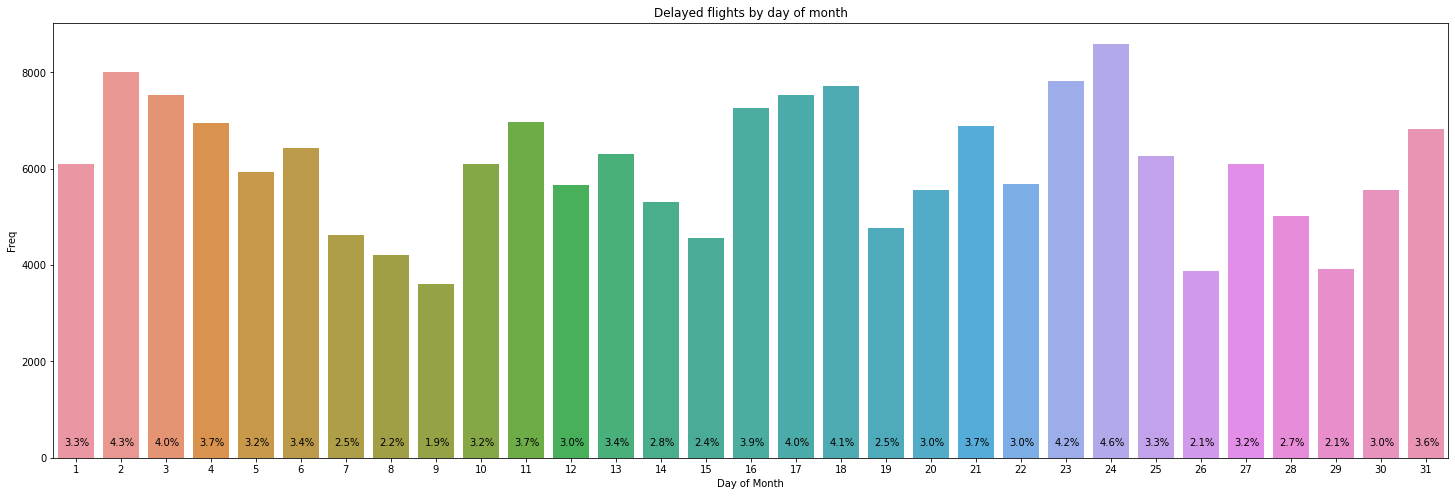 Delayed flights by day of month
Freq
8000
6000
4000
2000
0
3.3% 4.3% 4.0% 3.7% 3.2% 3.4% 2.5% 2.2% 1.9% 3.2% 3.7% 3.0% 3.4% 2.8% 2.4% 3.9% 4.0% 4.1% 2.5% 3.0% 3.7% 3.0% 4.2% 4.6% 3.3% 2.1% 3.2% 2.7% 2.1% 3.0% 3.6%
1 2 3 4 5 6 7 8 9 10 11 12 13 14 15 16 17 18 19 20 21 22 23 24 25 26 27 28 29 30 31
Day of Month